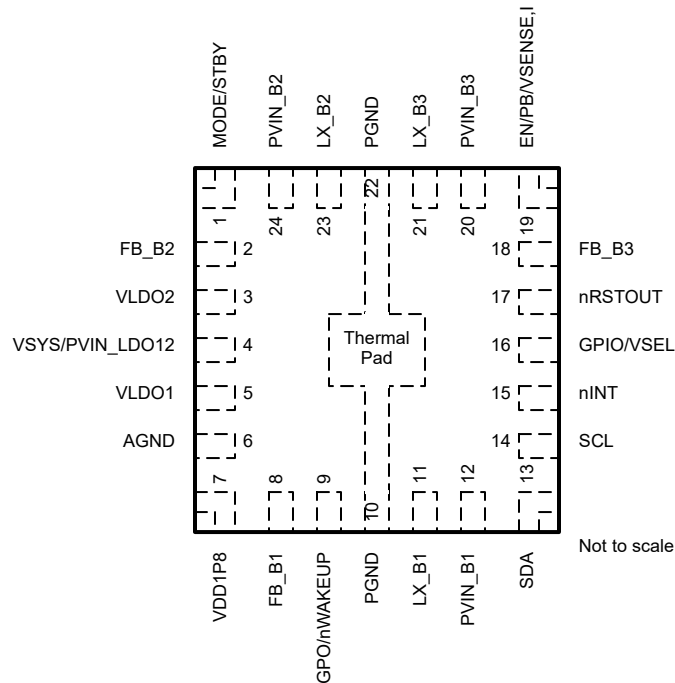 MODE/STBY
PVIN_B2
LX_B2
PGND
LX_B3
PVIN_B3
EN/PB/VSENSE,I
1
24
23
22
21
20
19
FB_B2
2
18
FB_B3
VLDO2
3
17
nRSTOUT
VSYS/PVIN_LDO12
4
Thermal
Pad
16
GPIO/VSEL
VLDO1
5
15
nINT
AGND
6
14
SCL
7
8
9
10
11
12
13
Not to scale
VDD1P8
FB_B1
GPO/nWAKEUP
PGND
LX_B1
PVIN_B1
SDA